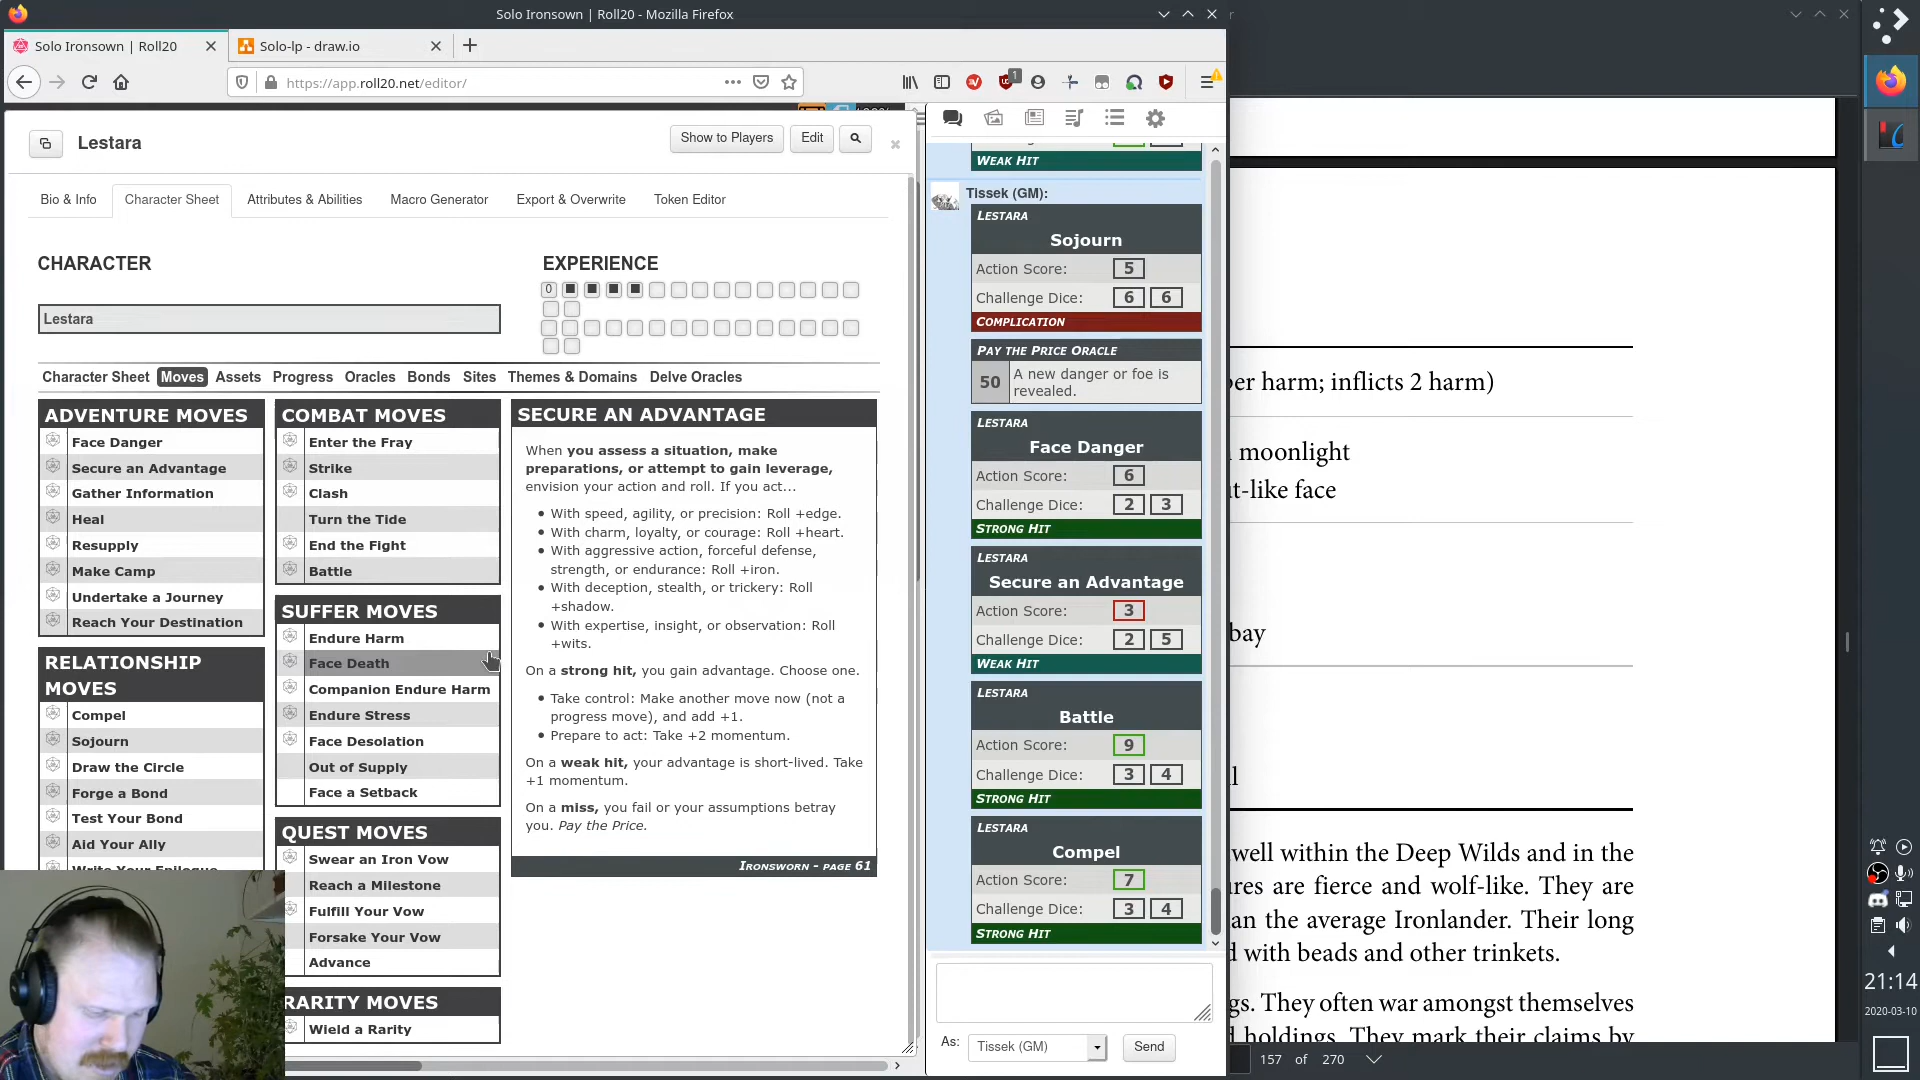 Solo Ironsown | Roll20 - Mozilla Firefox
Solo Ironsown | Roll20
Solo-lp - draw.io
https://app.roll20.net/editor/
1
Lestara
Show to Players
Edit
Bio & Info
Character Sheet
Attributes & Abilities
Macro Generator
Export & Overwrite
Token Editor
CHARACTER
EXPERIENCE
0
Lestara
Character Sheet
Moves
Assets
Progress
Oracles
Bonds
Sites
Themes & Domains
Delve Oracles
ADVENTURE MOVES
Face Danger
Secure an Advantage
Gather Information
Heal
Resupply
Make Camp
Undertake a Journey
Reach Your Destination
RELATIONSHIP
MOVES
Compel
Sojourn
Draw the Circle
Forge a Bond
Test Your Bond
Aid Your Ally
Write Your Epilogue
COMBAT MOVES
Enter the Fray
Strike
Clash
Turn the Tide
End the Fight
Battle
SUFFER MOVES
Endure Harm
Face Death
Companion Endure Harm
Endure Stress
Face Desolation
Out of Supply
Face a Setback
QUEST MOVES
Swear an Iron Vow
Reach a Milestone
Fulfill Your Vow
Forsake Your Vow
Advance
RARITY MOVES
Wield a Rarity
SECURE AN ADVANTAGE
When you assess a situation, make
preparations, or attempt to gain leverage,
envision your action and roll. If you act...
• With speed, agility, or precision: Roll +edge.
• With charm, loyalty, or courage: Roll +heart.
• With aggressive action, forceful defense,
strength, or endurance: Roll +iron.
• With deception, stealth, or trickery: Roll
+shadow.
• With expertise, insight, or observation: Roll
+wits.
On a strong hit, you gain advantage. Choose one.
• Take control: Make another move now (not a
progress move), and add +1.
• Prepare to act: Take +2 momentum.
On a weak hit, your advantage is short-lived. Take
+1 momentum.
On a miss, you fail or your assumptions betray
you. Pay the Price.
IRONSWORN - PAGE 61
WEAK HIT
Tissek (GM):
LESTARA
Sojourn
Action Score: 5
Challenge Dice: 6 6
COMPLICATION
PAY THE PRICE ORACLE
50 A new danger or foe is
revealed.
LESTARA
Face Danger
Action Score: 6
Challenge Dice: 2 3
STRONG HIT
LESTARA
Secure an Advantage
Action Score: 3
Challenge Dice: 2 5
WEAK HIT
LESTARA
Battle
Action Score: 9
Challenge Dice: 3 4
STRONG HIT
LESTARA
Compel
Action Score: 7
Challenge Dice: 3 4
STRONG HIT
As: Tissek (GM)
Send
er harm; inflicts 2 harm)
moonlight
t-like face
bay
l
well within the Deep Wilds and in the
res are fierce and wolf-like. They are
an the average Ironlander. Their long
d with beads and other trinkets.
gs. They often war amongst themselves
holdings. They mark their claims by
157 of 270
21:14
2020-03-10